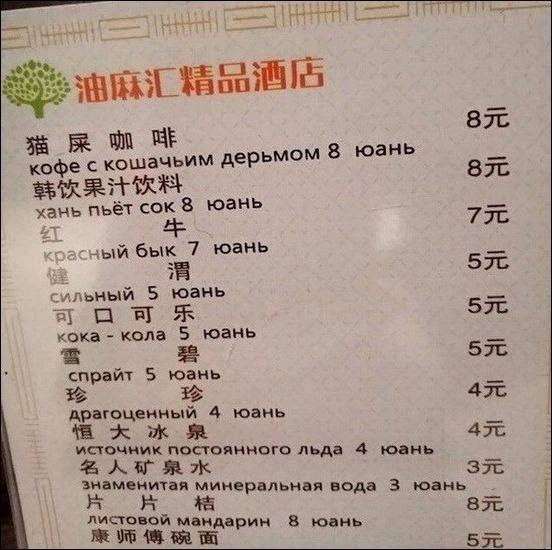 油麻汇精品酒店
猫 屎 咖 啡 8元
кофе с кошачьим дерьмом 8 юань
韩饮果汁饮料 8元
хань пьёт сок 8 юань
红 牛 7元
красный бык 7 юань
健 渭 5元
сильный 5 юань
可 口 可 乐 5元
кока - кола 5 юань
雪 碧 5元
спрайт 5 юань
珍 珍 4元
драгоценный 4 юань
恒 大 冰 泉 4元
источник постоянного льда 4 юань
名 人 矿 泉 水 3元
знаменитая минеральная вода 3 юань
片 片 桔 8元
листовой мандарин 8 юань
康 师 傅 碗 面 5元